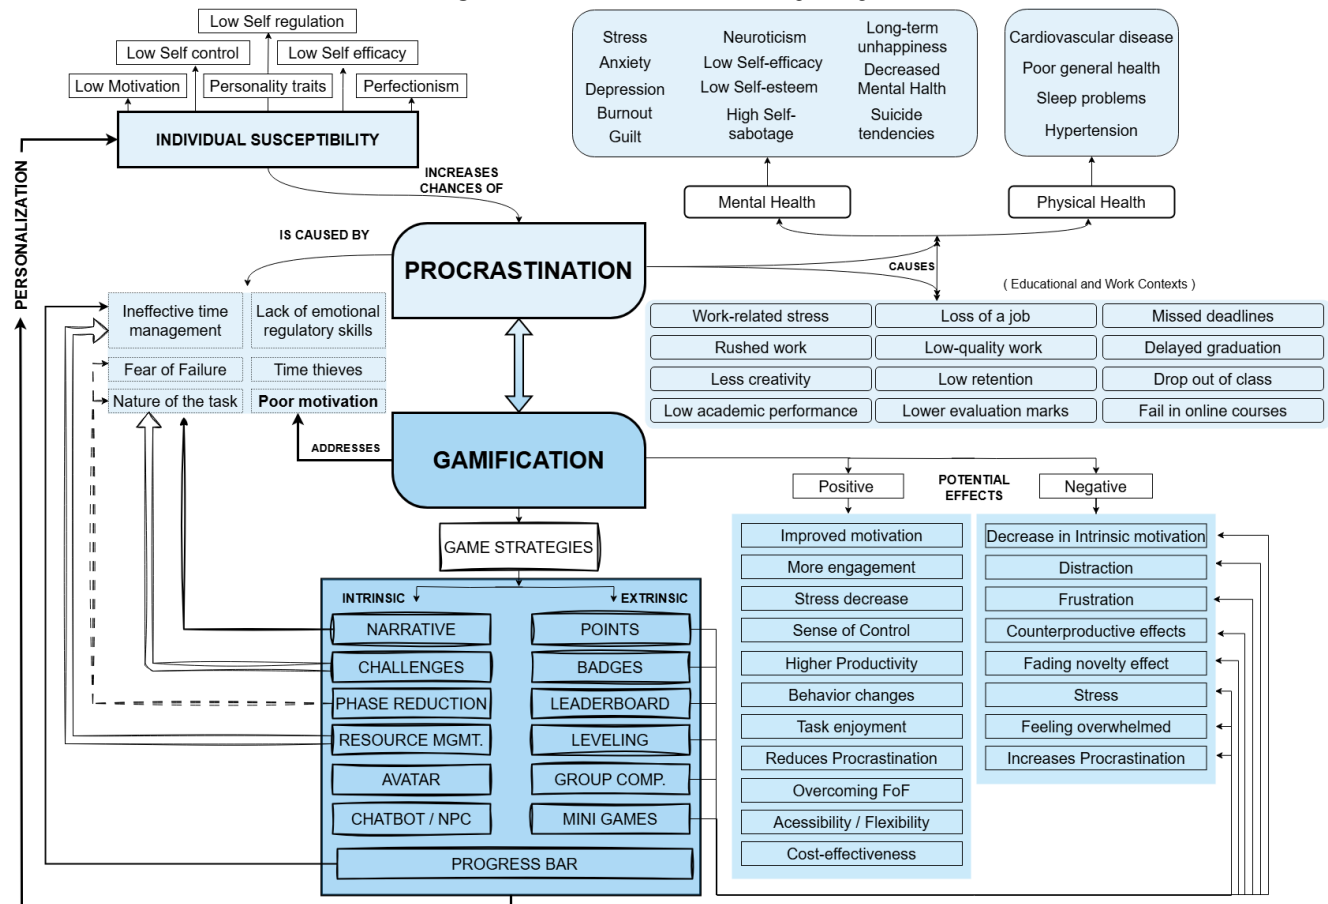 Low Self regulation
Low Self control
Low Self efficacy
Low Motivation
Personality traits
Perfectionism
INDIVIDUAL SUSCEPTIBILITY
PERSONALIZATION
INCREASES
CHANCES OF
Stress
Anxiety
Depression
Burnout
Guilt
Neuroticism
Low Self-efficacy
Low Self-esteem
High Self-
sabotage
Long-term
unhappiness
Decreased
Mental Halth
Suicide
tendencies
Cardiovascular disease
Poor general health
Sleep problems
Hypertension
Mental Health
Physical Health
IS CAUSED BY
PROCRASTINATION
CAUSES
( Educational and Work Contexts )
Ineffective time
management
Lack of emotional
regulatory skills
Fear of Failure
Time thieves
Nature of the task
Poor motivation
Work-related stress
Loss of a job
Missed deadlines
Rushed work
Low-quality work
Delayed graduation
Less creativity
Low retention
Drop out of class
Low academic performance
Lower evaluation marks
Fail in online courses
ADDRESSES
GAMIFICATION
Positive
POTENTIAL
EFFECTS
Negative
GAME STRATEGIES
INTRINSIC
EXTRINSIC
NARRATIVE
POINTS
CHALLENGES
BADGES
PHASE REDUCTION
LEADERBOARD
RESOURCE MGMT.
LEVELING
AVATAR
GROUP COMP.
CHATBOT / NPC
MINI GAMES
PROGRESS BAR
Improved motivation
More engagement
Stress decrease
Sense of Control
Higher Productivity
Behavior changes
Task enjoyment
Reduces Procrastination
Overcoming FoF
Acessibility / Flexibility
Cost-effectiveness
Decrease in Intrinsic motivation
Distraction
Frustration
Counterproductive effects
Fading novelty effect
Stress
Feeling overwhelmed
Increases Procrastination